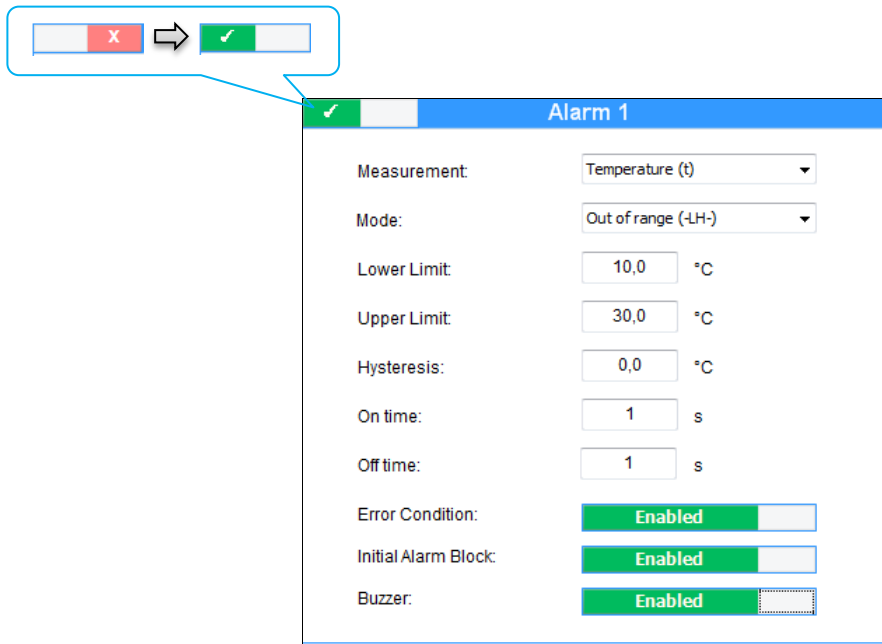 X ✓
✓ Alarm 1
Measurement: Temperature (t)
Mode: Out of range (-LH-)
Lower Limit: 10,0 °C
Upper Limit: 30,0 °C
Hysteresis: 0,0 °C
On time: 1 s
Off time: 1 s
Error Condition: Enabled
Initial Alarm Block: Enabled
Buzzer: Enabled